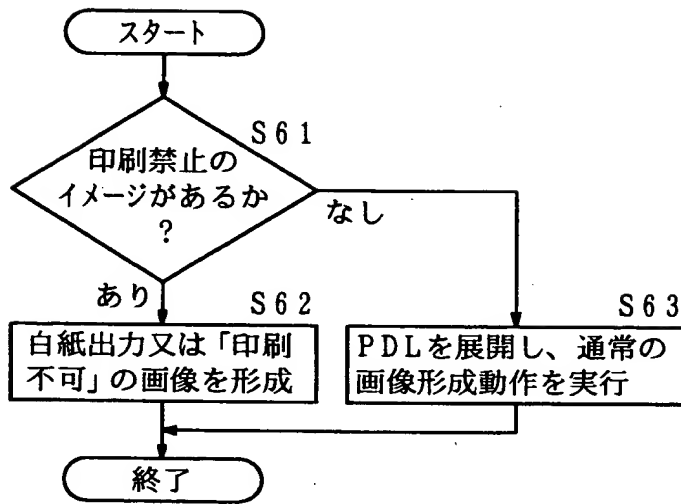 スタート
S61
印刷禁止の
イメージがあるか
?
なし
あり
S62
白紙出力又は「印刷
不可」の画像を形成
S63
PDLを展開し、通常の
画像形成動作を実行
終了